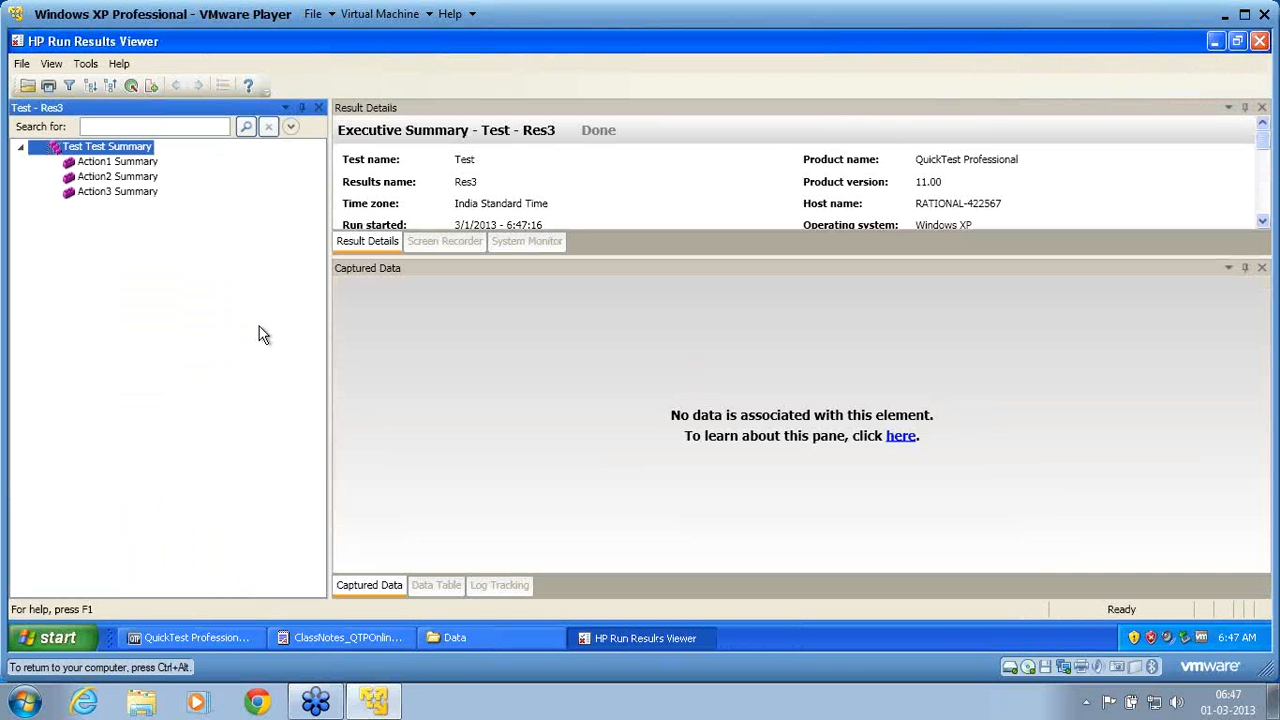 Windows XP Professional - VMware Player File Virtual Machine Help
HP Run Results Viewer
File View Tools Help
Test - Res3
Search for:
Test Test Summary
Action1 Summary
Action2 Summary
Action3 Summary
Result Details
Executive Summary - Test - Res3 Done
Test name: Test Product name: QuickTest Professional
Results name: Res3 Product version: 11.00
Time zone: India Standard Time Host name: RATIONAL-422567
Run started: 3/1/2013 - 6:47:16 Operating system: Windows XP
Result Details Screen Recorder System Monitor
Captured Data
No data is associated with this element.
To learn about this pane, click here.
Captured Data Data Table Log Tracking
For help, press F1 Ready
start QuickTest Profession... ClassNotes_QTPOnlin... Data HP Run Results Viewer 6:47 AM
To return to your computer, press Ctrl+Alt. vmware
06:47
01-03-2013